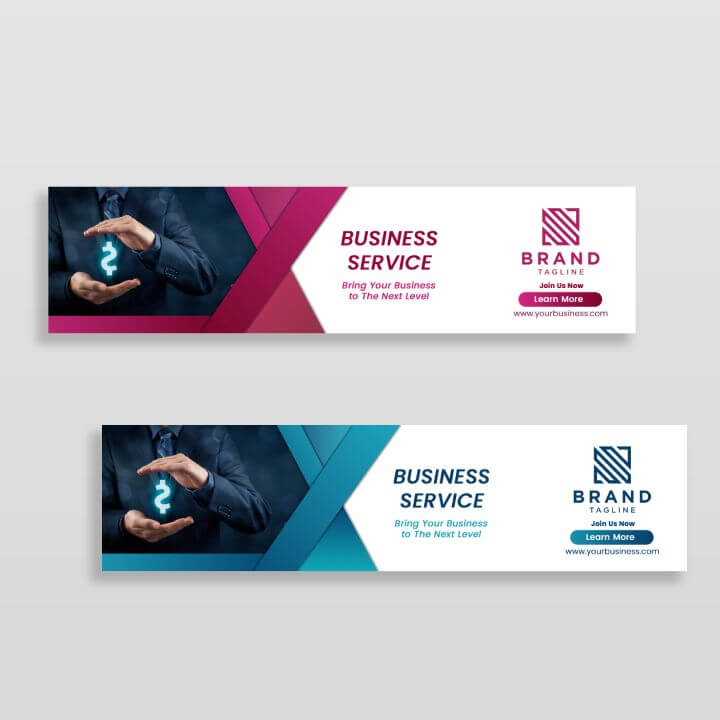 BUSINESS
SERVICE
Bring Your Business
to The Next Level
BRAND
TAGLINE
Join Us Now
Learn More
www.yourbusiness.com
BUSINESS
SERVICE
Bring Your Business
to The Next Level
BRAND
TAGLINE
Join Us Now
Learn More
www.yourbusiness.com